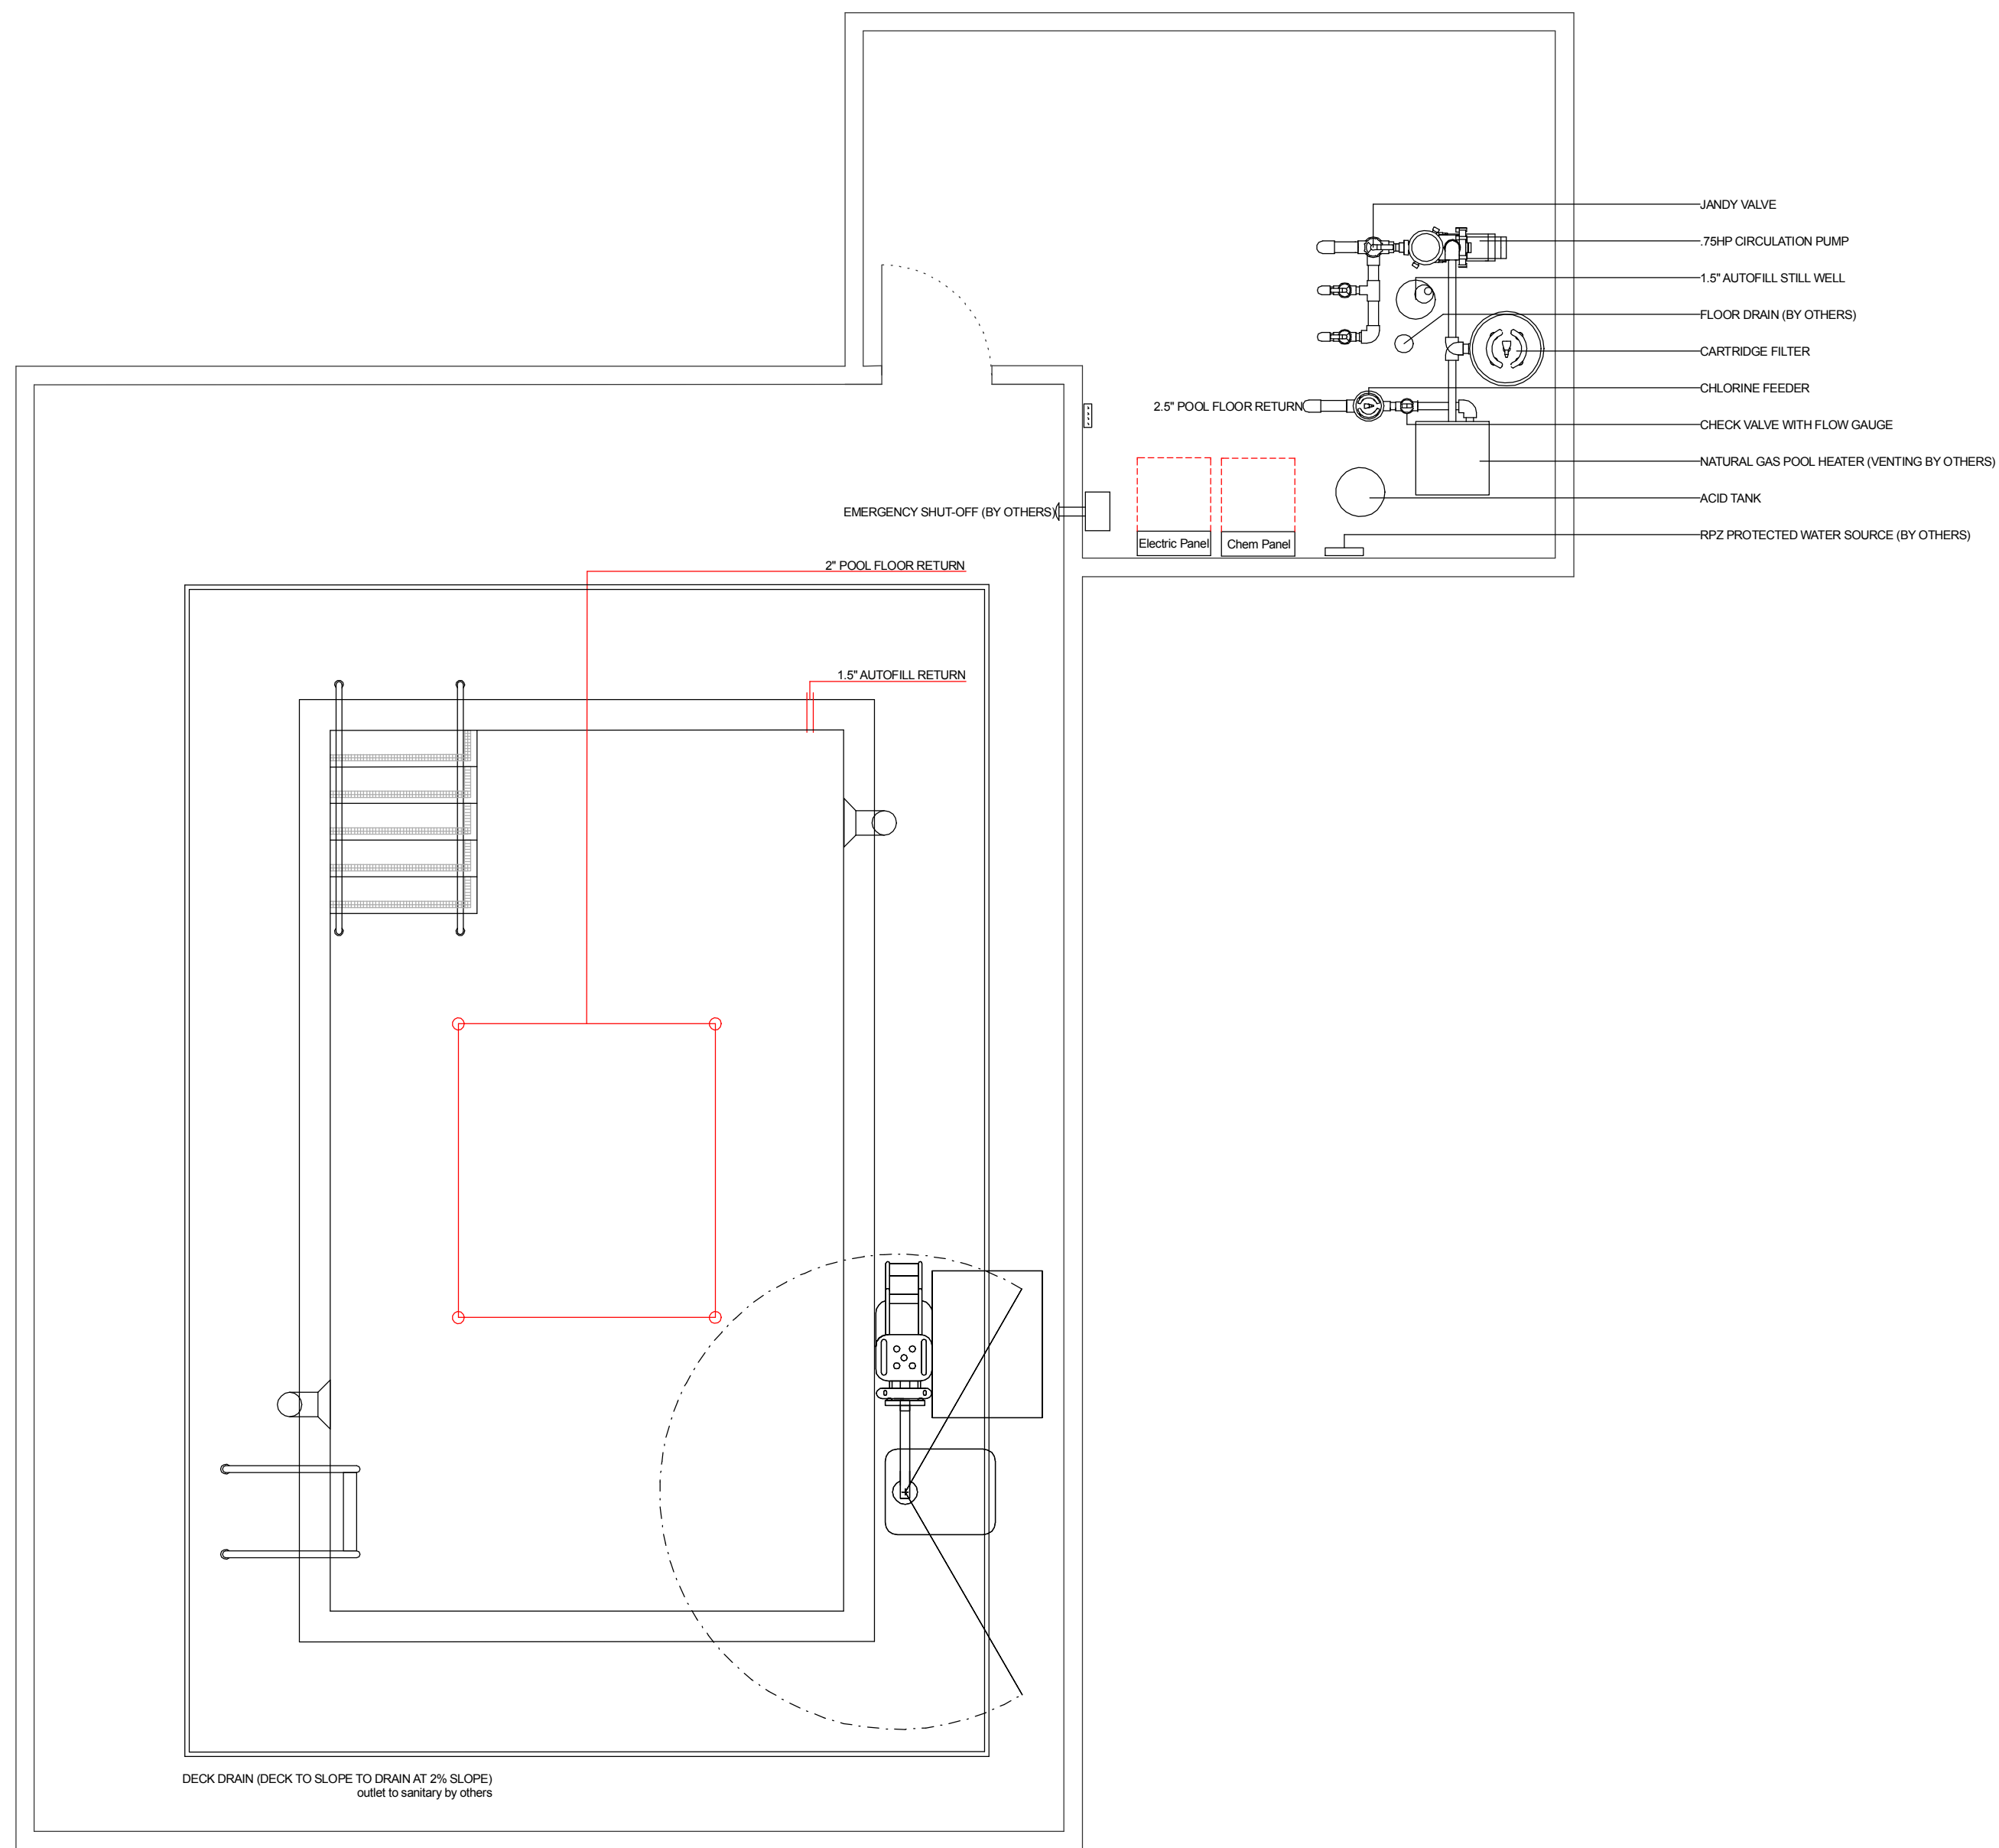 JANDY VALVE
.75HP CIRCULATION PUMP
1.5" AUTOFILL STILL WELL
FLOOR DRAIN (BY OTHERS)
CARTRIDGE FILTER
CHLORINE FEEDER
2.5" POOL FLOOR RETURN
CHECK VALVE WITH FLOW GAUGE
NATURAL GAS POOL HEATER (VENTING BY OTHERS)
ACID TANK
EMERGENCY SHUT-OFF (BY OTHERS)
RPZ PROTECTED WATER SOURCE (BY OTHERS)
Electric Panel
Chem Panel
2" POOL FLOOR RETURN
1.5" AUTOFILL RETURN
DECK DRAIN (DECK TO SLOPE TO DRAIN AT 2% SLOPE)
outlet to sanitary by others